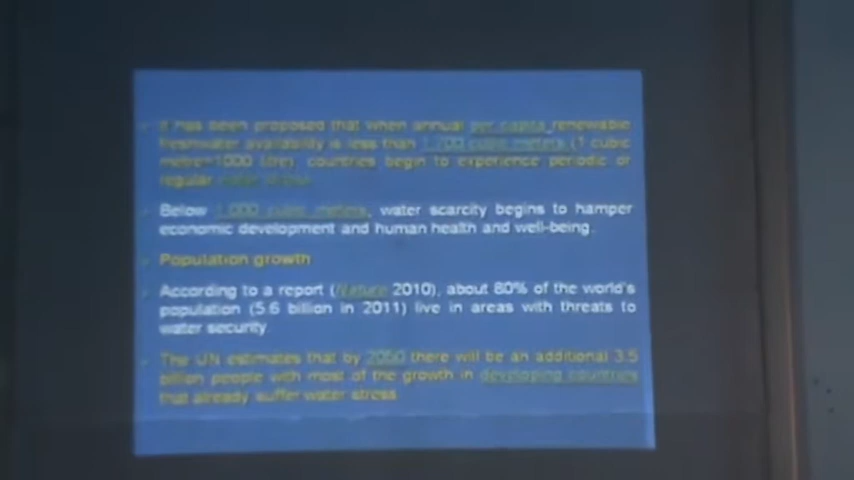 It has been proposed that when annual per capita renewable
freshwater availability is less than 1,700 cubic meters (1 cubic
metre=1000 litre), countries begin to experience periodic or
regular water stress.
Below 1,000 cubic meters, water scarcity begins to hamper
economic development and human health and well-being.
Population growth
According to a report (Nature 2010), about 80% of the world's
population (5.6 billion in 2011) live in areas with threats to
water security
The UN estimates that by 2050 there will be an additional 3.5
billion people with most of the growth in developing countries
that already suffer water stress